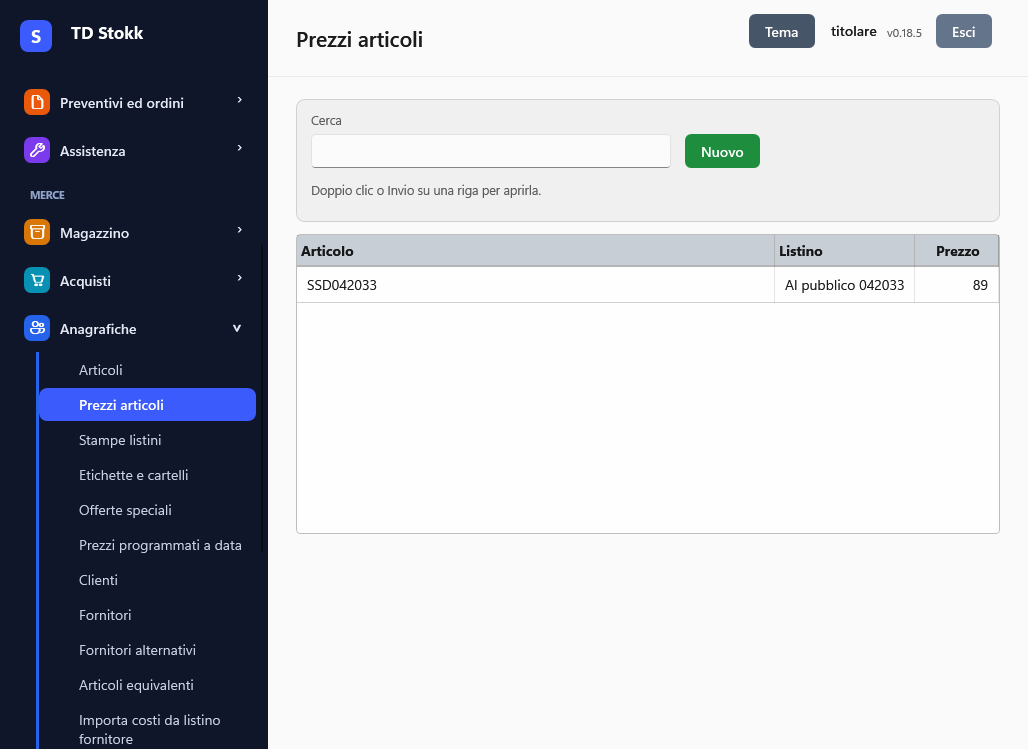 S
TD Stokk
Preventivi ed ordini
Assistenza
MERCE
Magazzino
Acquisti
Anagrafiche
Articoli
Prezzi articoli
Stampe listini
Etichette e cartelli
Offerte speciali
Prezzi programmati a data
Clienti
Fornitori
Fornitori alternativi
Articoli equivalenti
Importa costi da listino
fornitore
Prezzi articoli
Tema
titolare
v0.18.5
Esci
Cerca
Nuovo
Doppio clic o Invio su una riga per aprirla.
Articolo Listino Prezzo
SSD042033 Al pubblico 042033 89